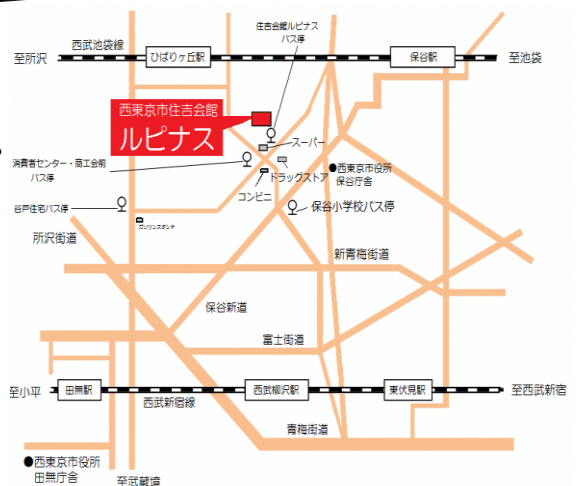 住吉会館ルピナス
バス停
西武池袋線
至所沢
ひばりヶ丘駅
保谷駅
至池袋
西東京市住吉会館
ルピナス
スーパー
消費者センター・商工会前
バス停
●西東京市役所
保谷庁舎
ドラッグストア
コンビニ
谷戸住宅バス停
保谷小学校バス停
ガソリンスタンド
所沢街道
新青梅街道
保谷新道
富士街道
至小平
田無駅
西武柳沢駅
東伏見駅
至西武新宿
西武新宿線
青梅街道
●西東京市役所
田無庁舎
至武蔵境